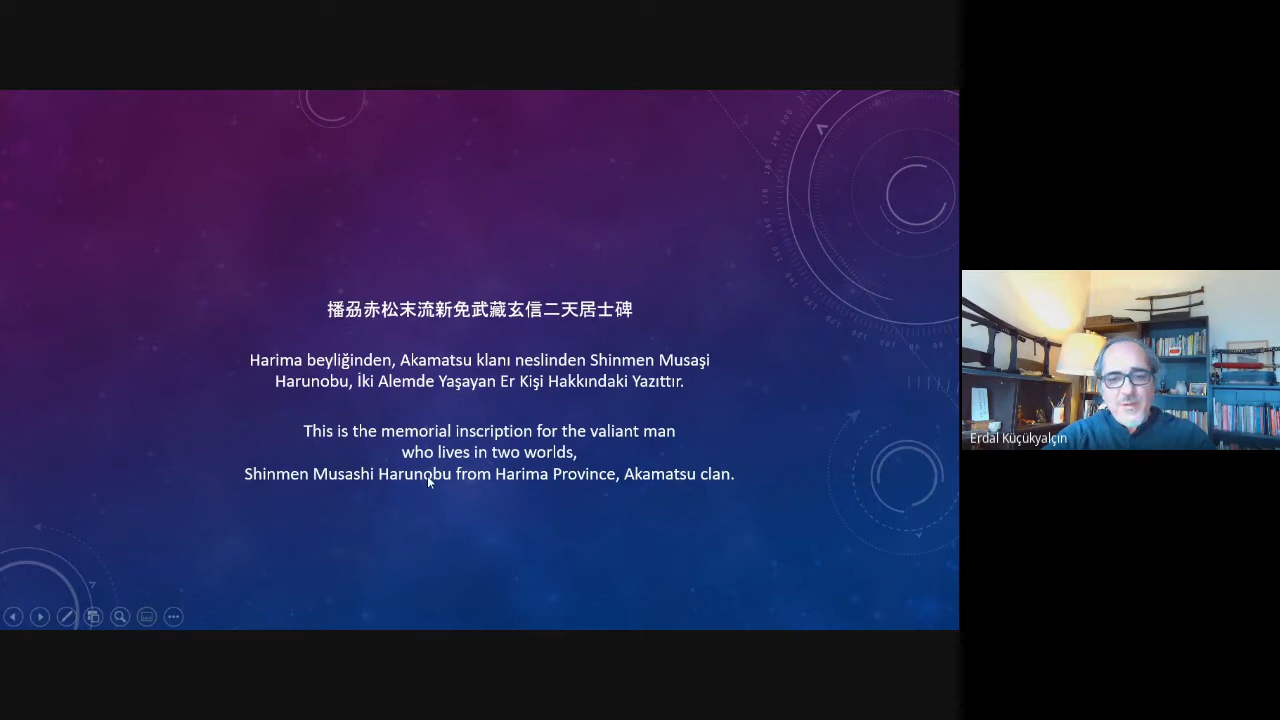 播刕赤松末流新免武藏玄信二天居士碑
Harima beyliğinden, Akamatsu klanı neslinden Shinmen Musaşi
Harunobu, İki Alemde Yaşayan Er Kişi Hakkındaki Yazıttır.
This is the memorial inscription for the valiant man
who lives in two worlds,
Shinmen Musashi Harunobu from Harima Province, Akamatsu clan.
Erdal Küçükyalçın